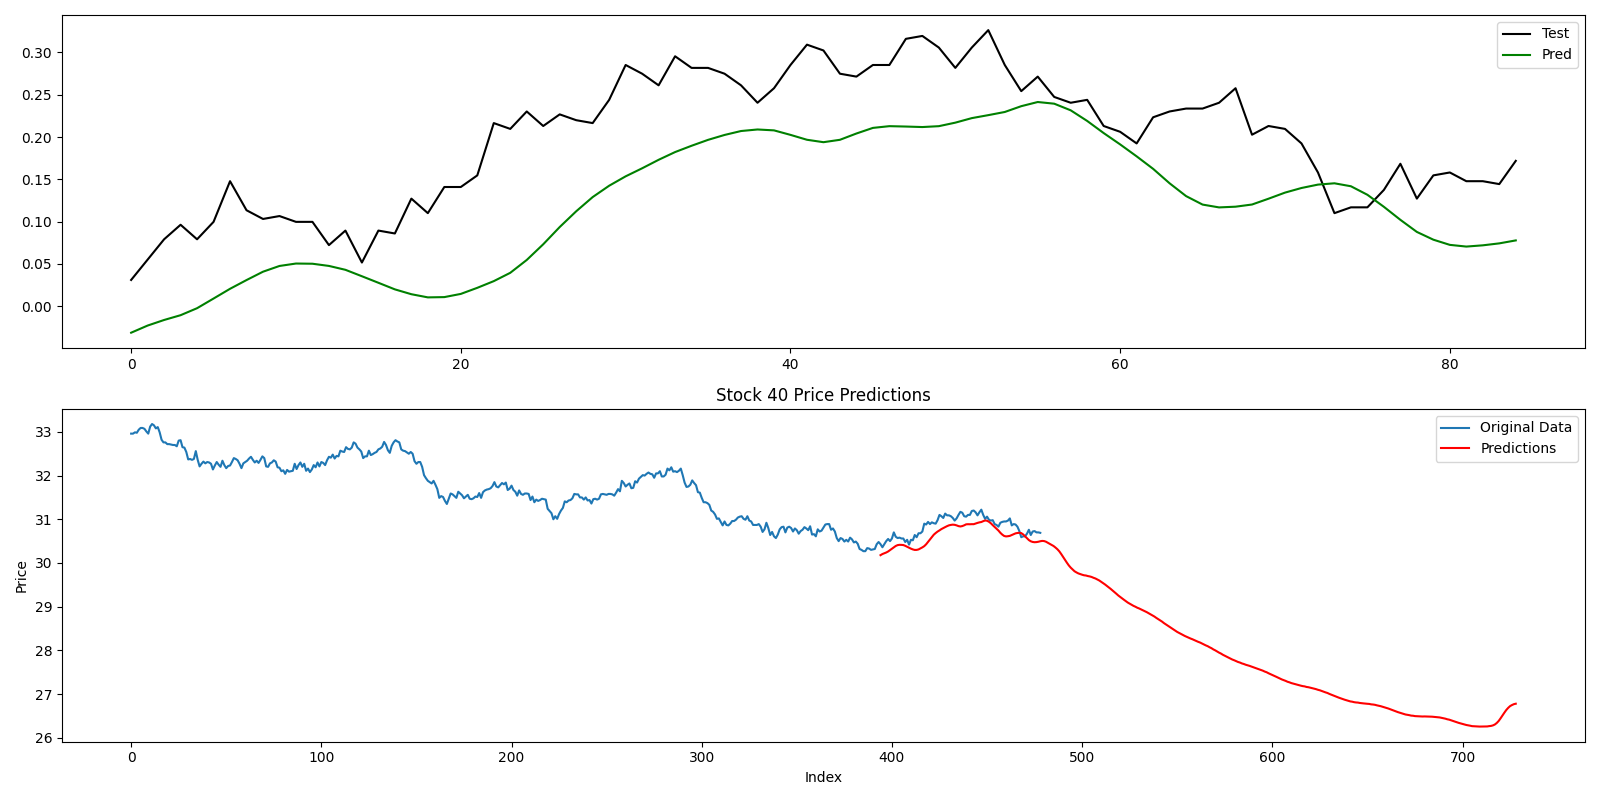 0.30
0.25
0.20
0.15
0.10
0.05
0.00
Test
Pred
0 20 40 60 80
Stock 40 Price Predictions
33
32
31
30
29
28
27
26
Price
Original Data
Predictions
0 100 200 300 400 500 600 700
Index